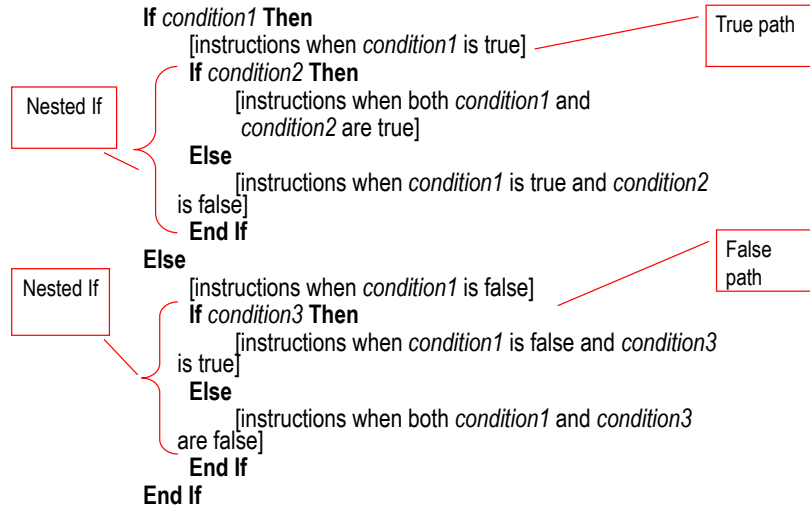 If condition1 Then
[instructions when condition1 is true]
True path
If condition2 Then
Nested If
[instructions when both condition1 and
condition2 are true]
Else
[instructions when condition1 is true and condition2
is false]
End If
Else
False
path
[instructions when condition1 is false]
Nested If
If condition3 Then
[instructions when condition1 is false and condition3
is true]
Else
[instructions when both condition1 and condition3
are false]
End If
End If